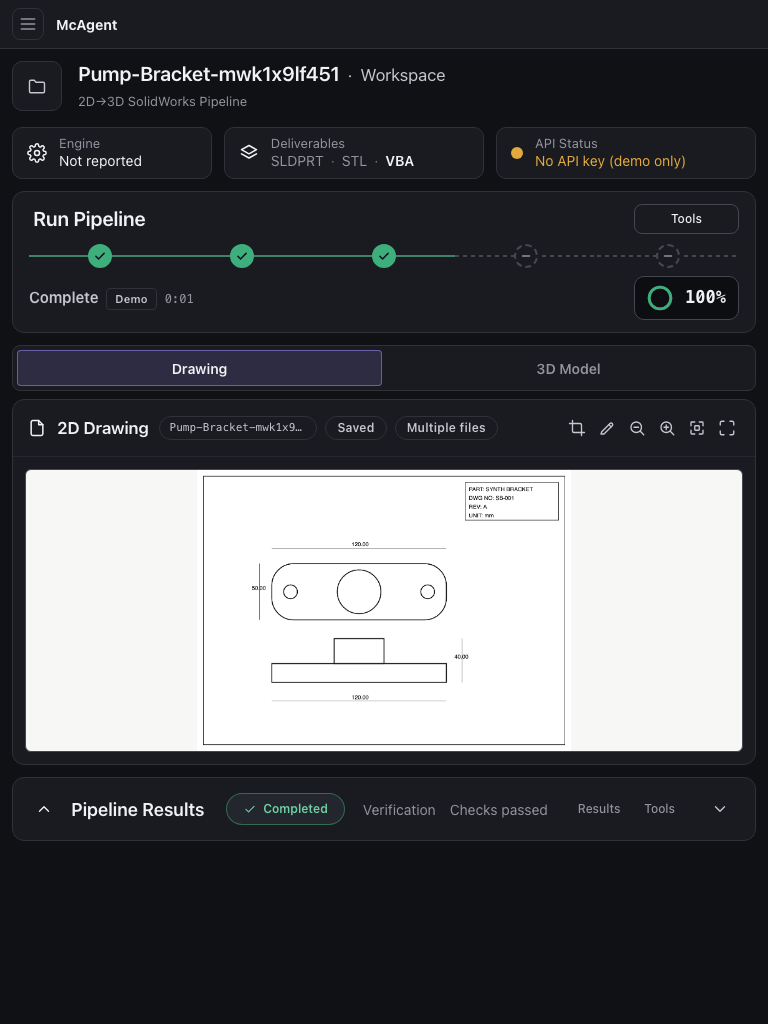 McAgent
Pump-Bracket-mwk1x9lf451 · Workspace
2D→3D SolidWorks Pipeline
Engine
Not reported
Deliverables
SLDPRT · STL · VBA
API Status
No API key (demo only)
Run Pipeline
Tools
Complete Demo 0:01
100%
Drawing
3D Model
2D Drawing
Pump-Bracket-mwk1x9…
Saved
Multiple files
PART: SYNTH BRACKET
DWG NO: SB-001
REV: A
UNIT: mm
120.00
80.00
40.00
120.00
Pipeline Results
Completed
Verification Checks passed
Results
Tools